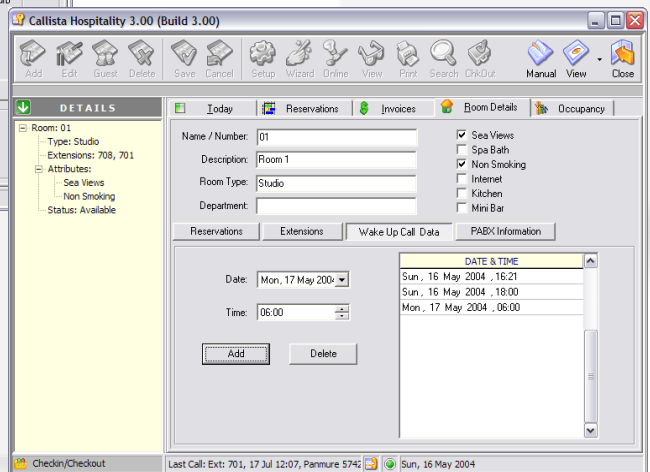 Callista Hospitality 3.00 (Build 3.00)
Add Edit Guest Delete Save Cancel Setup Wizard Online View Print Search ChkOut Manual View Close
DETAILS
Today Reservations Invoices Room Details Occupancy
Room: 01
Type: Studio
Extensions: 708, 701
Attributes:
Sea Views
Non Smoking
Status: Available
Name / Number: 01
Description: Room 1
Room Type: Studio
Department:
Sea Views
Spa Bath
Non Smoking
Internet
Kitchen
Mini Bar
Reservations Extensions Wake Up Call Data PABX Information
Date: Mon, 17 May 200
Time: 06:00
Add Delete
DATE & TIME
Sun , 16 May 2004 , 16:21
Sun , 16 May 2004 , 18:00
Mon , 17 May 2004 , 06:00
Checkin/Checkout
Last Call: Ext: 701, 17 Jul 12:07, Panmure 5742
Sun, 16 May 2004